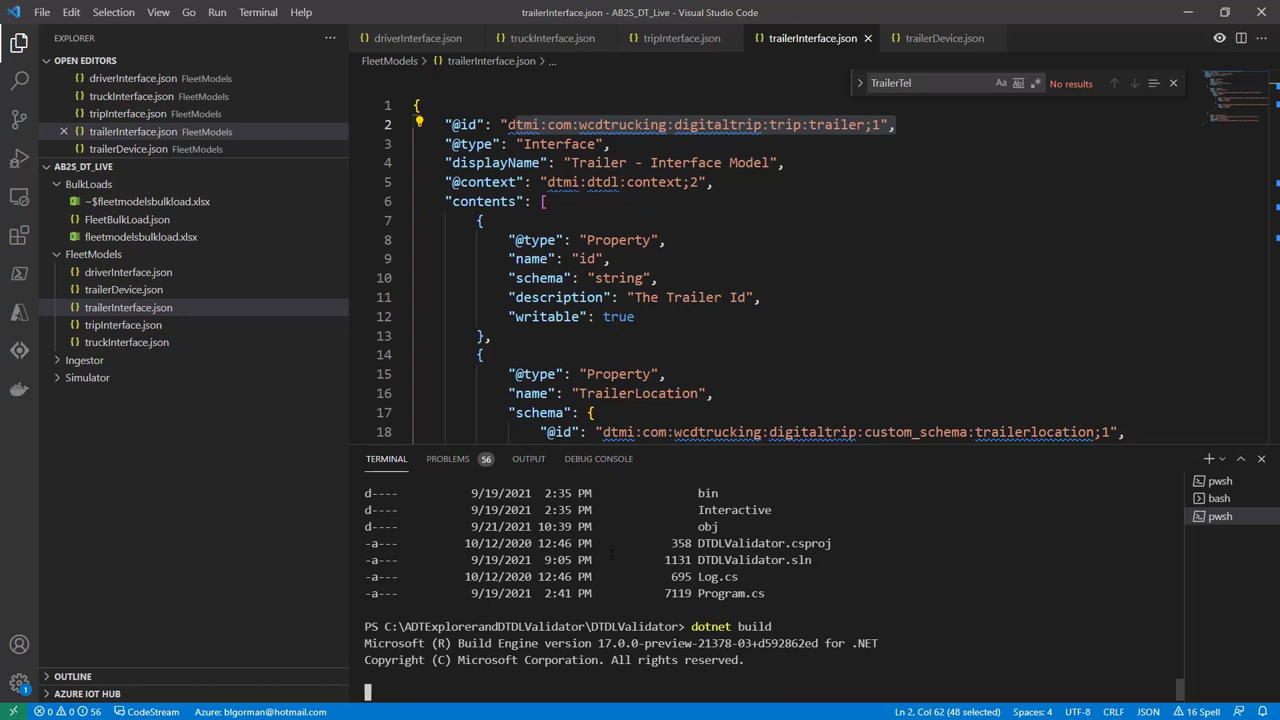 File Edit Selection View Go Run Terminal Help
trailerInterface.json - AB2S_DT_Live - Visual Studio Code
EXPLORER
OPEN EDITORS
driverInterface.json FleetModels
truckInterface.json FleetModels
tripInterface.json FleetModels
trailerInterface.json FleetModels
trailerDevice.json FleetModels
AB2S_DT_LIVE
BulkLoads
~$fleetmodelsbulkload.xlsx
FleetBulkLoad.json
fleetmodelsbulkload.xlsx
FleetModels
driverInterface.json
trailerDevice.json
trailerInterface.json
tripInterface.json
truckInterface.json
Ingestor
Simulator
OUTLINE
AZURE IOT HUB
driverInterface.json truckInterface.json tripInterface.json trailerInterface.json trailerDevice.json
FleetModels > trailerInterface.json > ...
TrailerTel Aa Abl .* No results
1 {
2 "@id": "dtmi:com:wcdtrucking:digitaltrip:trip:trailer;1",
3 "@type": "Interface",
4 "displayName": "Trailer - Interface Model",
5 "@context": "dtmi:dtdl:context;2",
6 "contents": [
7 {
8 "@type": "Property",
9 "name": "id",
10 "schema": "string",
11 "description": "The Trailer Id",
12 "writable": true
13 },
14 {
15 "@type": "Property",
16 "name": "TrailerLocation",
17 "schema": {
18 "@id": "dtmi:com:wcdtrucking:digitaltrip:custom_schema:trailerlocation;1",
TERMINAL PROBLEMS 56 OUTPUT DEBUG CONSOLE
d---- 9/19/2021 2:35 PM bin
d---- 9/19/2021 2:35 PM Interactive
d---- 9/21/2021 10:39 PM obj
-a--- 10/12/2020 12:46 PM 358 DTDLValidator.csproj
-a--- 9/19/2021 9:05 PM 1131 DTDLValidator.sln
-a--- 10/12/2020 12:46 PM 695 Log.cs
-a--- 9/19/2021 2:41 PM 7119 Program.cs
PS C:\ADTExplorerandDTDLValidator\DTDLValidator> dotnet build
Microsoft (R) Build Engine version 17.0.0-preview-21378-03+d592862ed for .NET
Copyright (C) Microsoft Corporation. All rights reserved.
pwsh
bash
pwsh
1
0 0 56 CodeStream Azure: blgorman@hotmail.com Ln 2, Col 62 (48 selected) Spaces: 4 UTF-8 CRLF JSON 16 Spell